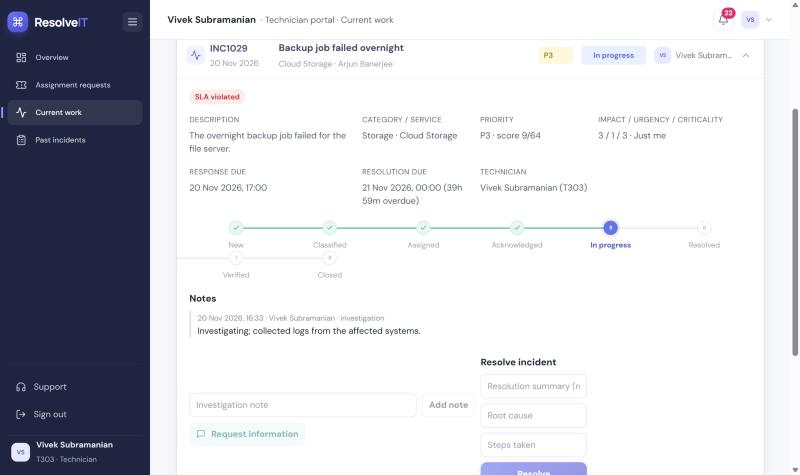 ResolveIT
Vivek Subramanian · Technician portal · Current work
22
VS
Overview
Assignment requests
Current work
Past incidents
Support
Sign out
VS
Vivek Subramanian
T303 · Technician
INC1029
20 Nov 2026
Backup job failed overnight
Cloud Storage · Arjun Banerjee
P3
In progress
VS
Vivek Subram...
SLA violated
DESCRIPTION
The overnight backup job failed for the
file server.
CATEGORY / SERVICE
Storage · Cloud Storage
PRIORITY
P3 · score 9/64
IMPACT / URGENCY / CRITICALITY
3 / 1 / 3 · Just me
RESPONSE DUE
20 Nov 2026, 17:00
RESOLUTION DUE
21 Nov 2026, 00:00 (39h
59m overdue)
TECHNICIAN
Vivek Subramanian (T303)
New
Classified
Assigned
Acknowledged
In progress
Resolved
Verified
Closed
Notes
20 Nov 2026, 16:33 · Vivek Subramanian · investigation
Investigating; collected logs from the affected systems.
Investigation note
Add note
Request information
Resolve incident
Resolution summary (n
Root cause
Steps taken
Resolve